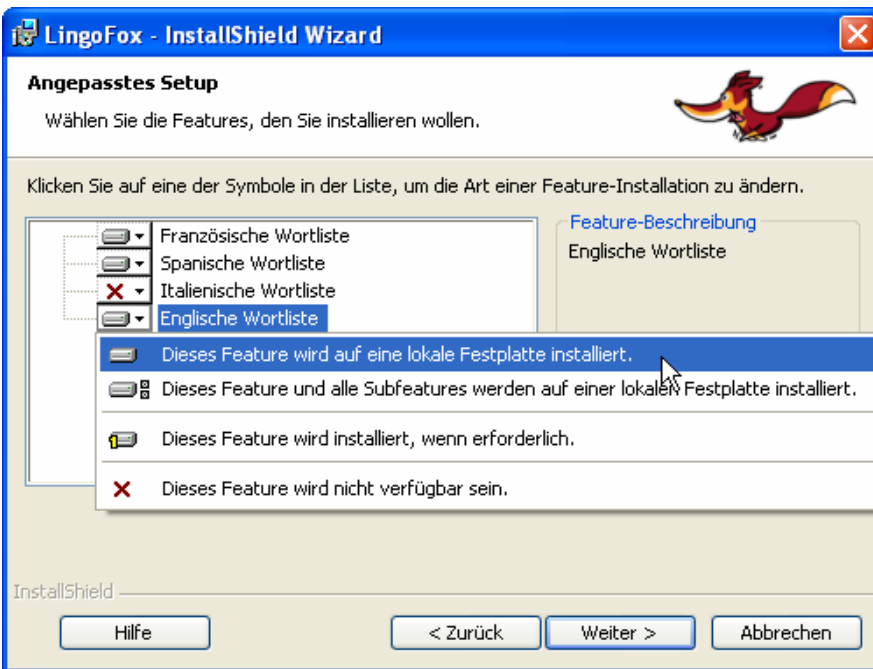 LingoFox - InstallShield Wizard
Angepasstes Setup
Wählen Sie die Features, den Sie installieren wollen.
Klicken Sie auf eine der Symbole in der Liste, um die Art einer Feature-Installation zu ändern.
Französische Wortliste
Spanische Wortliste
Italienische Wortliste
Englische Wortliste
Feature-Beschreibung
Englische Wortliste
Dieses Feature wird auf eine lokale Festplatte installiert.
Dieses Feature und alle Subfeatures werden auf einer lokalen Festplatte installiert.
Dieses Feature wird installiert, wenn erforderlich.
Dieses Feature wird nicht verfügbar sein.
InstallShield
Hilfe
< Zurück
Weiter >
Abbrechen